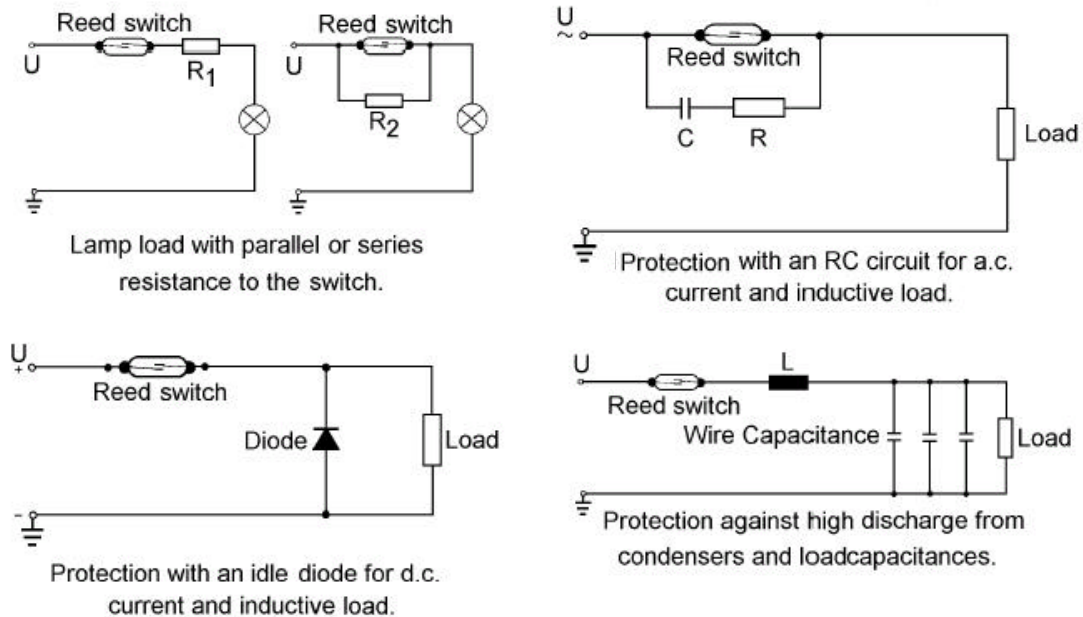 Reed switch
U
R1
Reed switch
U
R2
Lamp load with parallel or series
resistance to the switch.
U
~
Reed switch
C
R
Load
Protection with an RC circuit for a.c.
current and inductive load.
U
+
Reed switch
Diode
Load
-
Protection with an idle diode for d.c.
current and inductive load.
U
L
Reed switch
Wire Capacitance
Load
Protection against high discharge from
condensers and loadcapacitances.